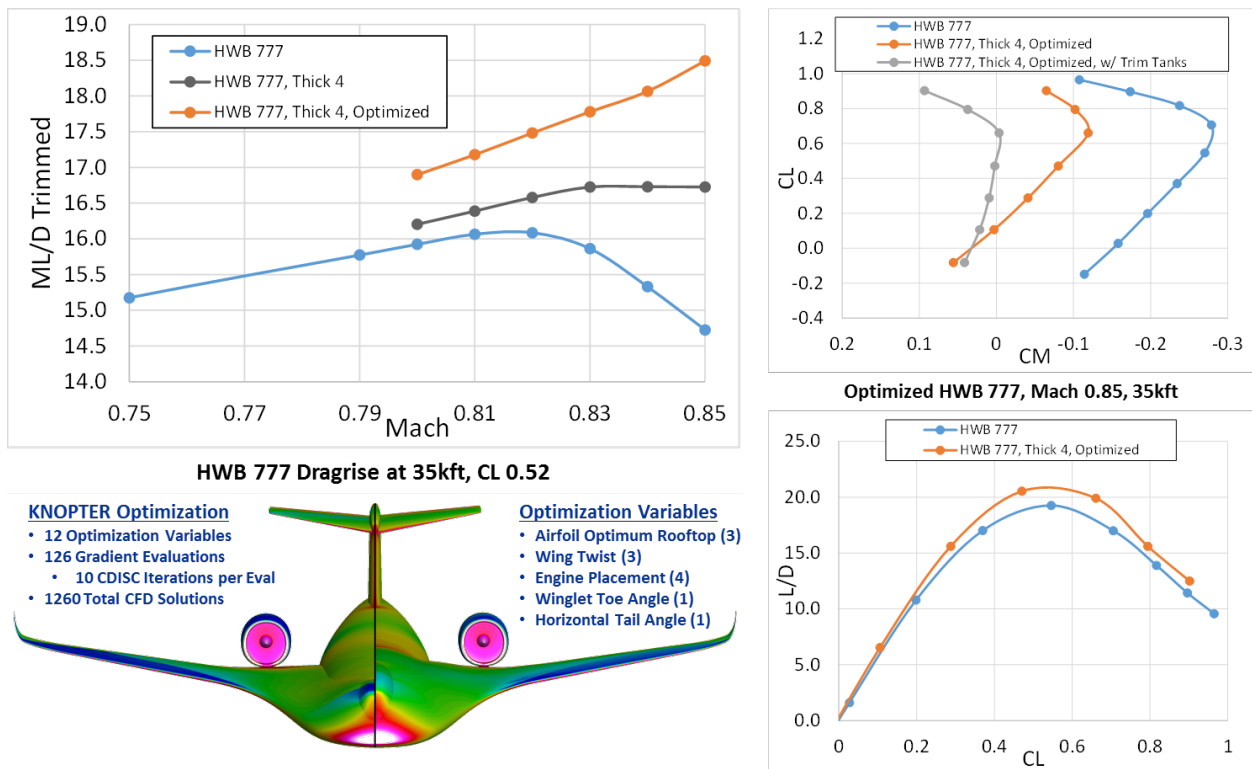 HWB 777
HWB 777, Thick 4
HWB 777, Thick 4, Optimized
19.0
18.5
18.0
17.5
17.0
16.5
16.0
15.5
15.0
14.5
14.0
ML/D Trimmed
0.75
0.77
0.79
0.81
0.83
0.85
Mach
HWB 777 Dragrise at 35kft, CL 0.52
HWB 777
HWB 777, Thick 4, Optimized
HWB 777, Thick 4, Optimized, w/ Trim Tanks
1.2
1.0
0.8
0.6
0.4
0.2
0.0
-0.2
-0.4
CL
0.2
0.1
0
-0.1
-0.2
-0.3
CM
Optimized HWB 777, Mach 0.85, 35kft
HWB 777
HWB 777, Thick 4, Optimized
25.0
20.0
15.0
10.0
5.0
0.0
L/D
0
0.2
0.4
0.6
0.8
1
CL
KNOPTER Optimization
• 12 Optimization Variables
• 126 Gradient Evaluations
• 10 CDISC Iterations per Eval
• 1260 Total CFD Solutions
Optimization Variables
• Airfoil Optimum Rooftop (3)
• Wing Twist (3)
• Engine Placement (4)
• Winglet Toe Angle (1)
• Horizontal Tail Angle (1)